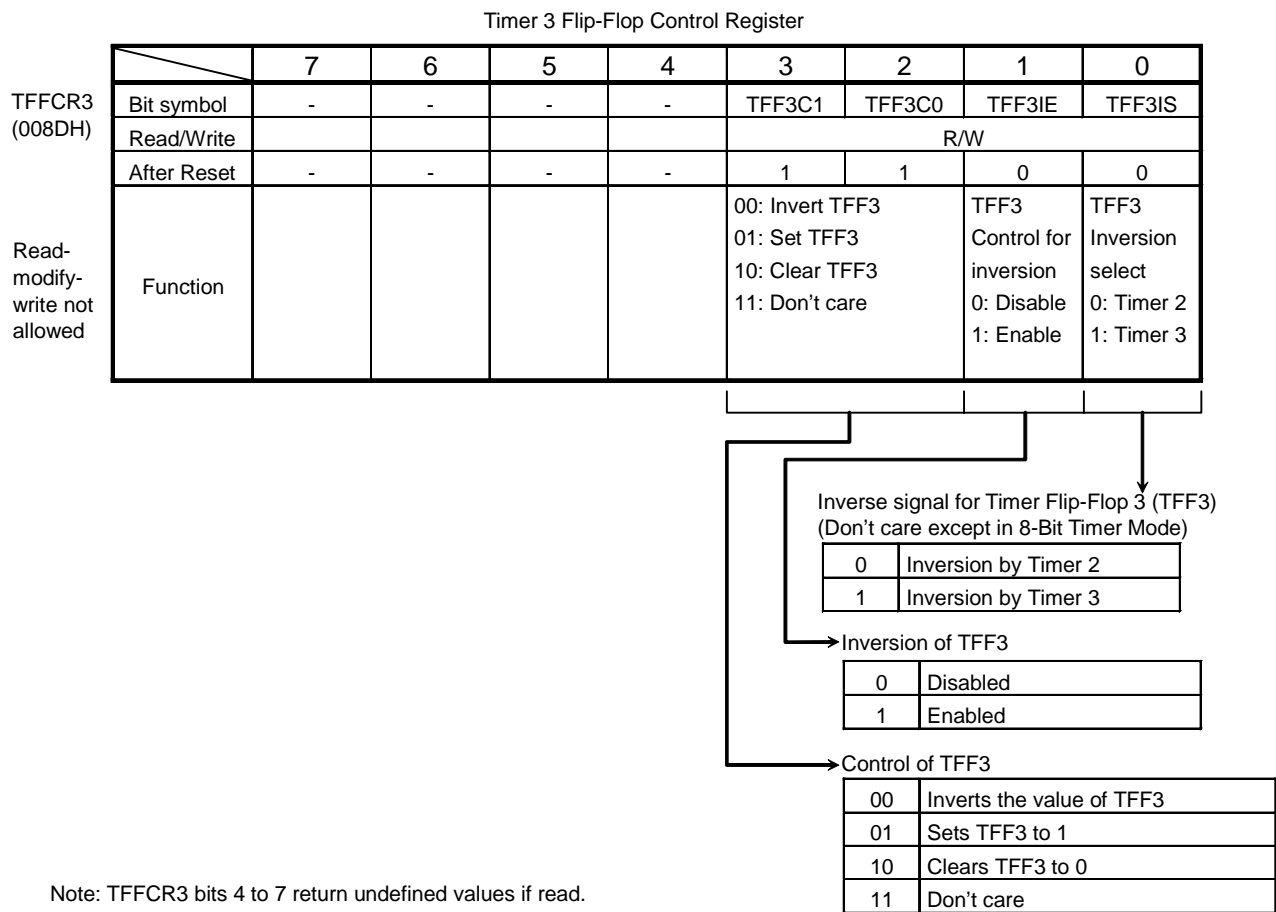 Timer 3 Flip-Flop Control Register
7 6 5 4 3 2 1 0
TFFCR3
(008DH)
Bit symbol - - - - TFF3C1 TFF3C0 TFF3IE TFF3IS
Read/Write R/W
After Reset - - - - 1 1 0 0
Read-
modify-
write not
allowed
Function
00: Invert TFF3
01: Set TFF3
10: Clear TFF3
11: Don't care
TFF3
Control for
inversion
0: Disable
1: Enable
TFF3
Inversion
select
0: Timer 2
1: Timer 3
Inverse signal for Timer Flip-Flop 3 (TFF3)
(Don't care except in 8-Bit Timer Mode)
0 Inversion by Timer 2
1 Inversion by Timer 3
Inversion of TFF3
0 Disabled
1 Enabled
Control of TFF3
00 Inverts the value of TFF3
01 Sets TFF3 to 1
10 Clears TFF3 to 0
11 Don't care
Note: TFFCR3 bits 4 to 7 return undefined values if read.